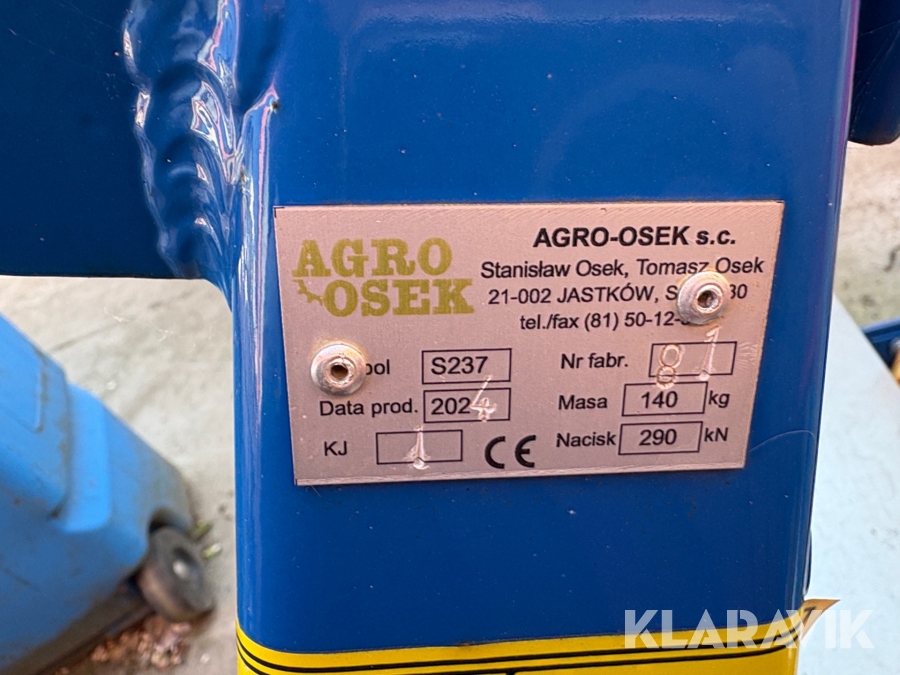 AGRO
OSEK
AGRO-OSEK s.c.
Stanisław Osek, Tomasz Osek
21-002 JASTKÓW,
tel./fax (81) 50-12-
S237
Nr fabr. 81
Data prod. 2024
Masa 140 kg
KJ 1
CE
Nacisk 290 kN
KLARAVIK